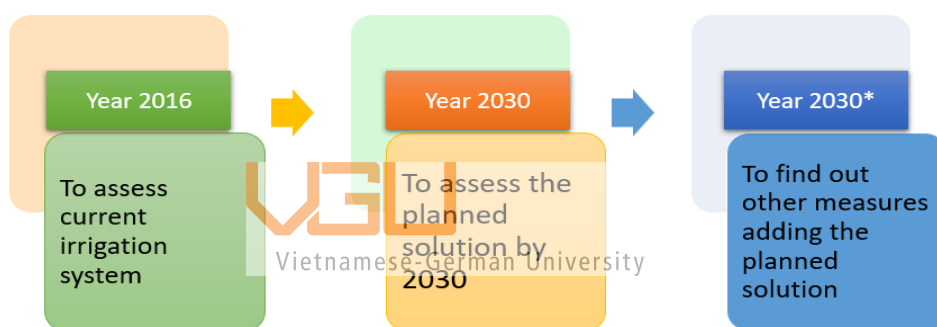 Year 2016
To assess
current
irrigation
system
Year 2030
To assess the
planned
solution by
2030
Year 2030*
To find out
other measures
adding the
planned
solution
VGU
Vietnamese-German University